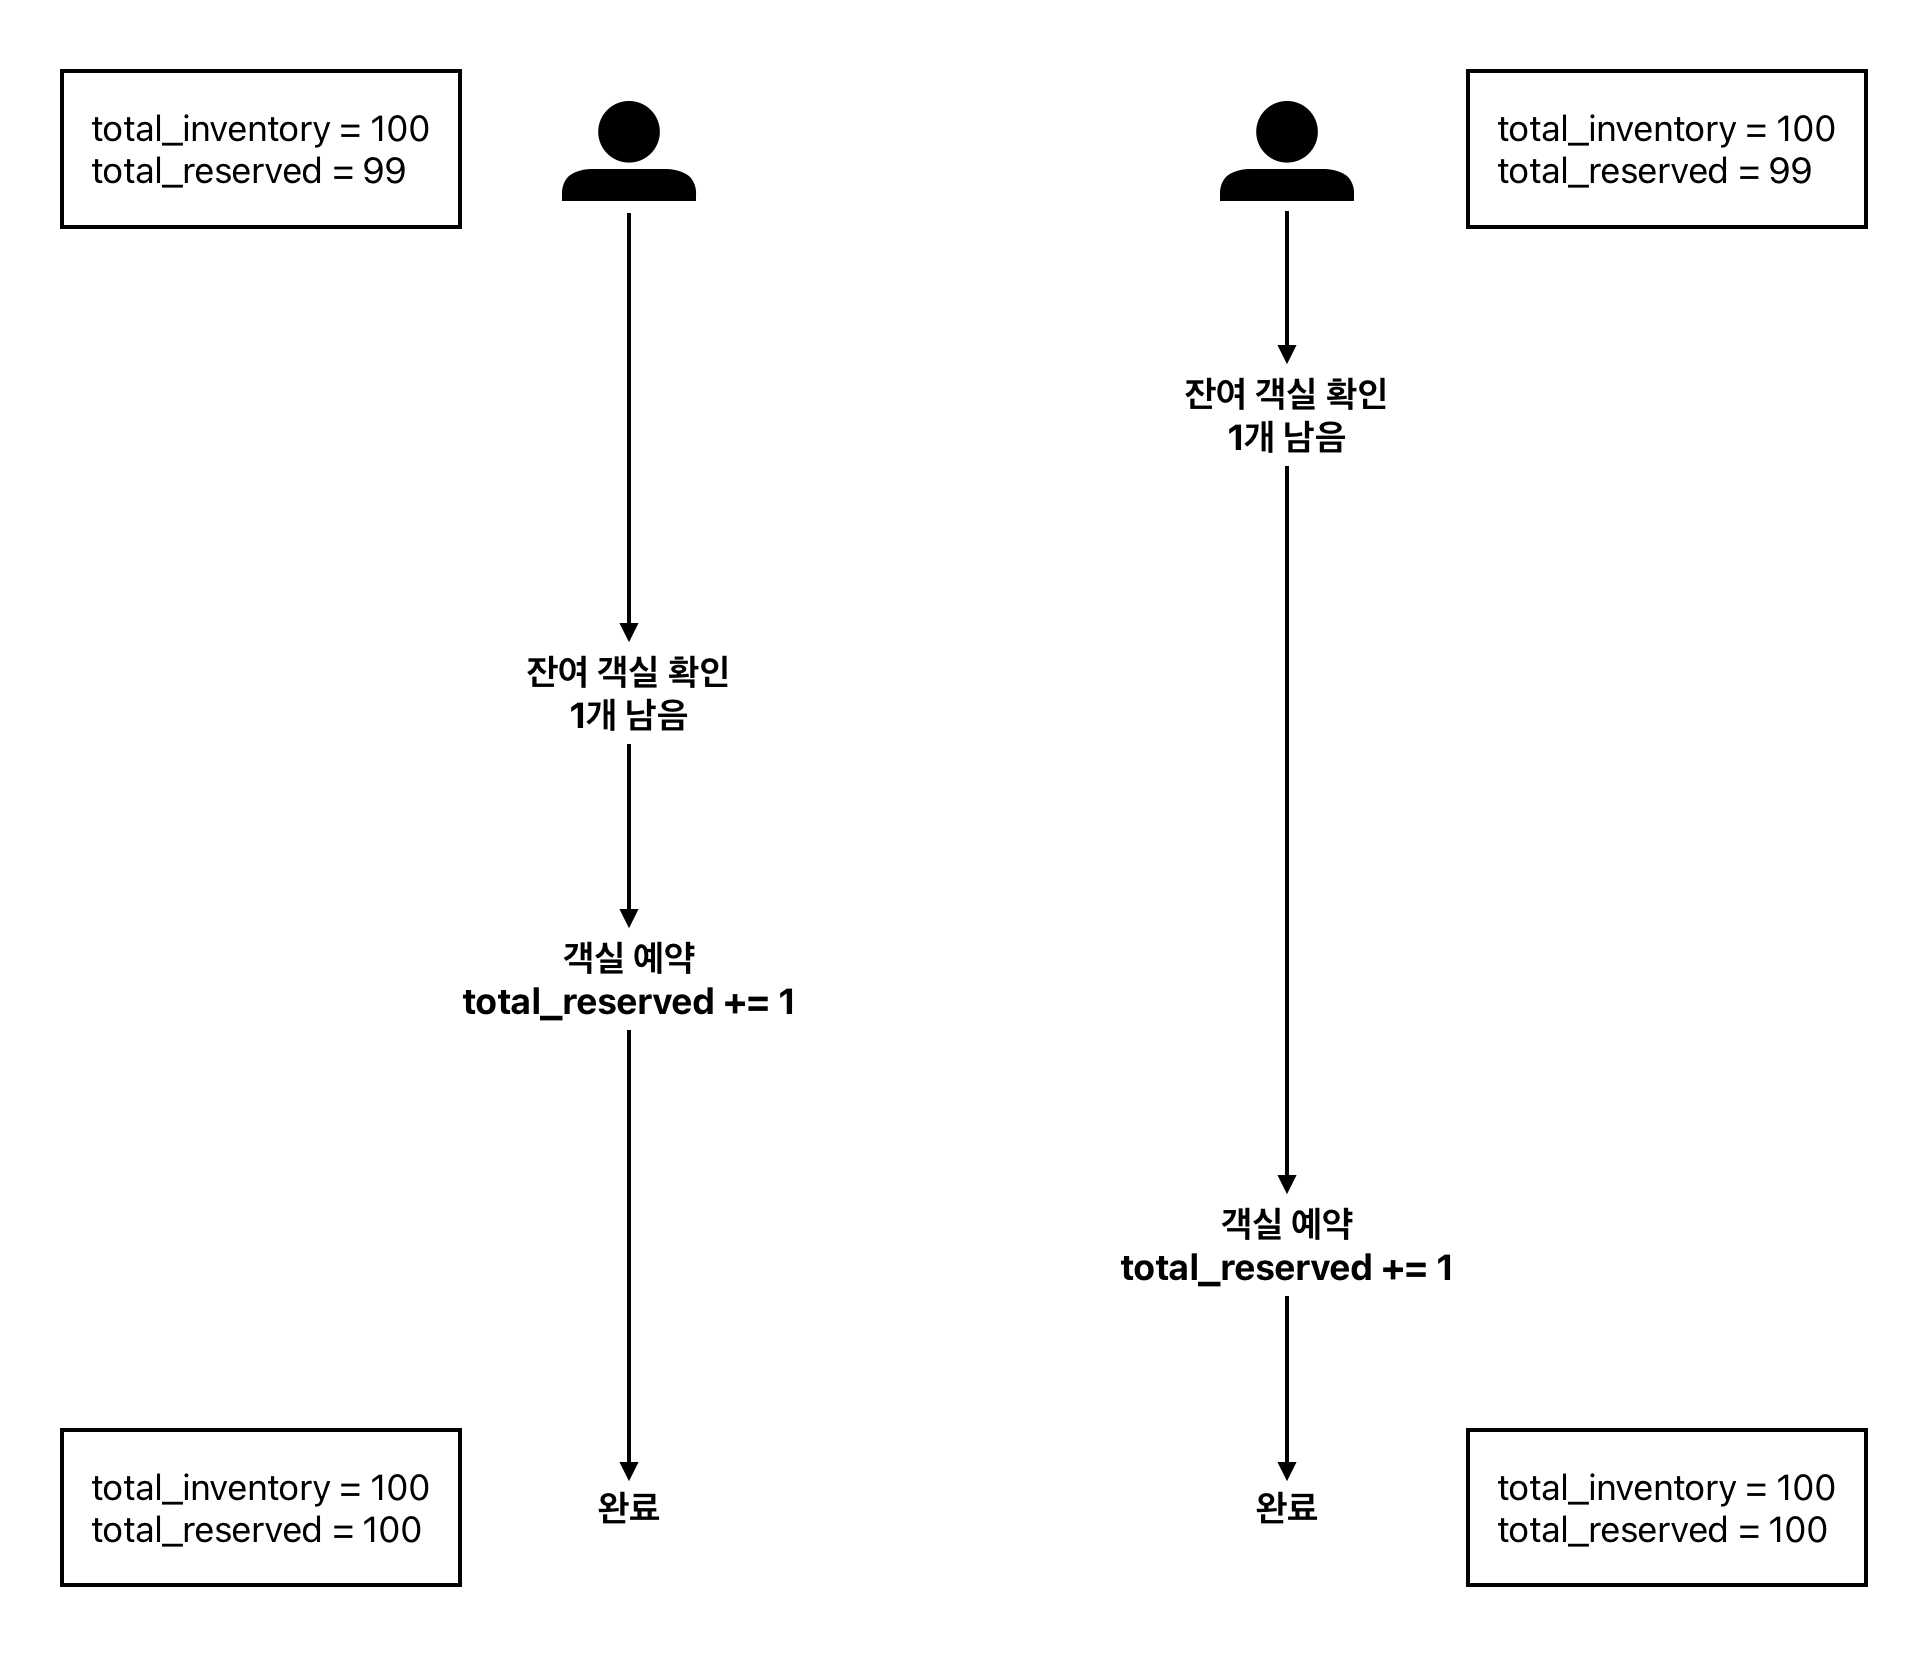 total_inventory = 100
total_reserved = 99
total_inventory = 100
total_reserved = 99
잔여 객실 확인
1개 남음
잔여 객실 확인
1개 남음
객실 예약
total_reserved += 1
객실 예약
total_reserved += 1
total_inventory = 100
total_reserved = 100
완료
완료
total_inventory = 100
total_reserved = 100